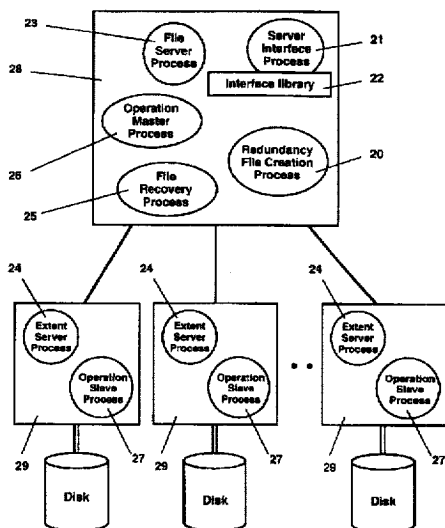 23
File
Server
Process
Server
Interface
Process
21
28
Interface library
22
Operation
Master
Process
Redundancy
File Creation
Process
20
26
File
Recovery
Process
25
24
24
24
Extent
Server
Process
Extent
Server
Process
Extent
Server
Process
Operation
Slave
Process
Operation
Slave
Process
Operation
Slave
Process
29
27
29
27
29
27
Disk
Disk
Disk